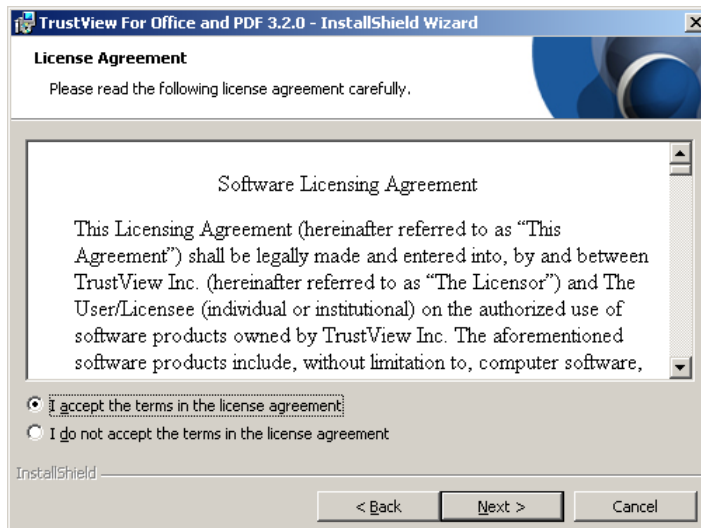 TrustView For Office and PDF 3.2.0 - InstallShield Wizard
License Agreement
Please read the following license agreement carefully.
Software Licensing Agreement
This Licensing Agreement (hereinafter referred to as “This
Agreement”) shall be legally made and entered into, by and between
TrustView Inc. (hereinafter referred to as “The Licensor”) and The
User/Licensee (individual or institutional) on the authorized use of
software products owned by TrustView Inc. The aforementioned
software products include, without limitation to, computer software,
I accept the terms in the license agreement
I do not accept the terms in the license agreement
InstallShield
< Back
Next >
Cancel